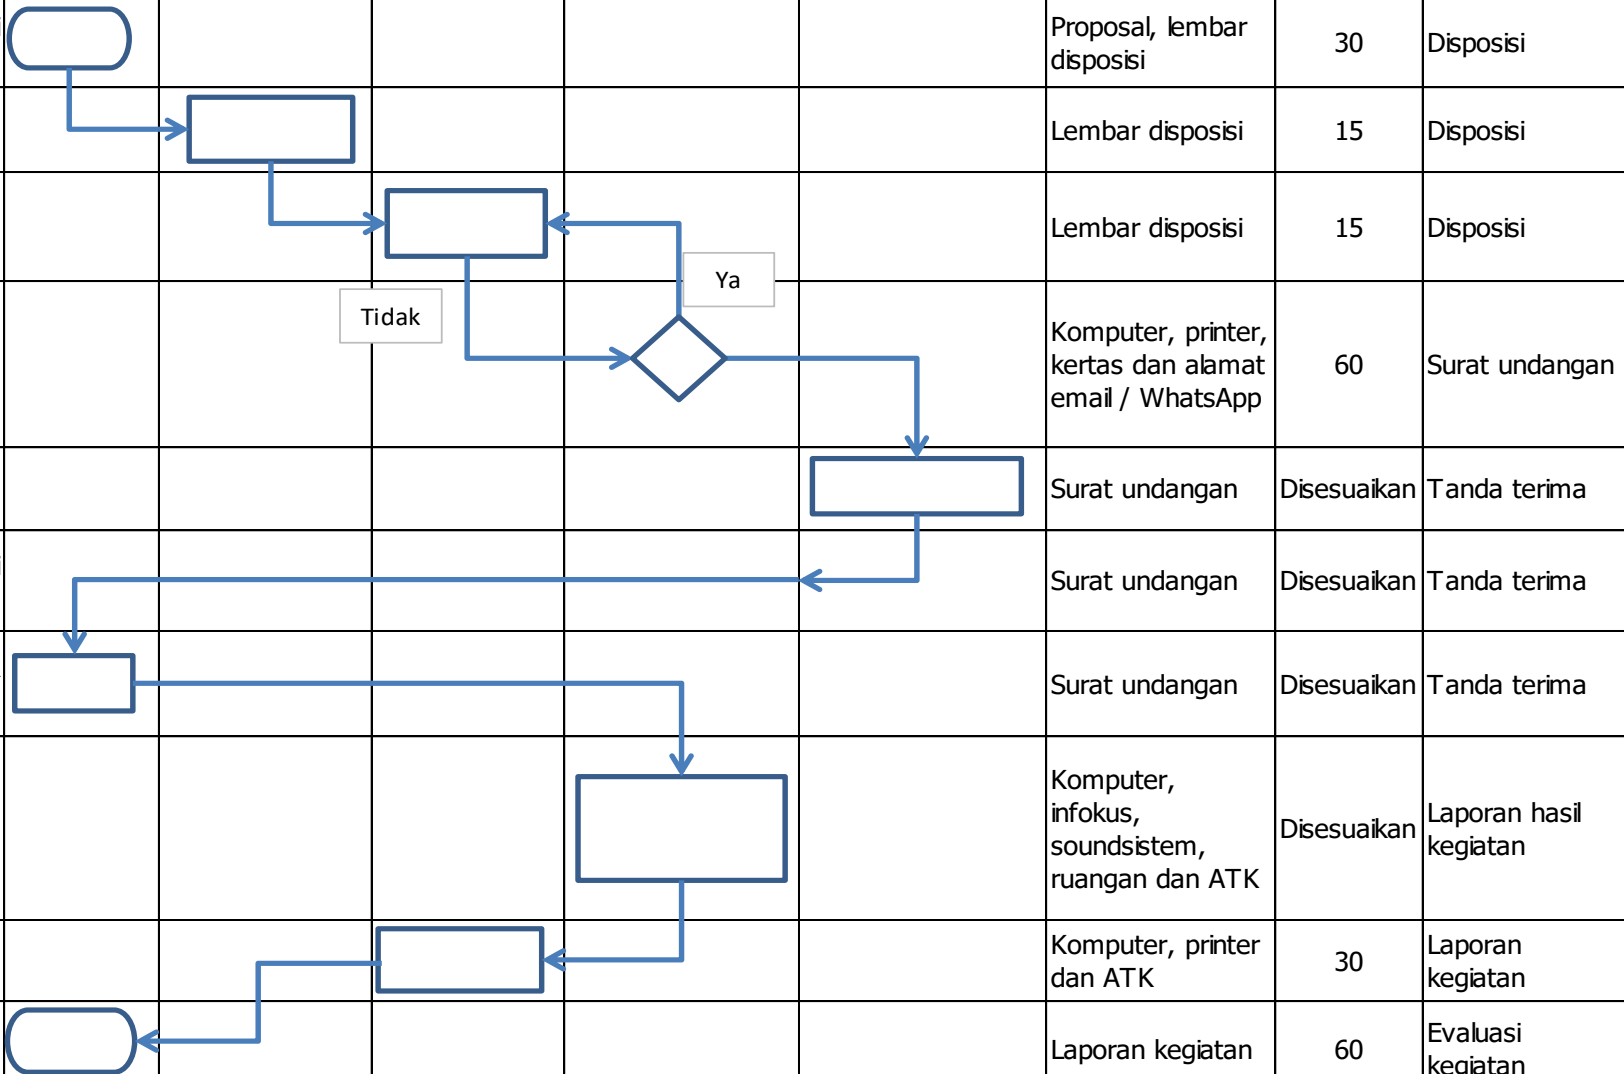 Proposal, lembar
disposisi
30
Disposisi
Lembar disposisi
15
Disposisi
Lembar disposisi
15
Disposisi
Ya
Tidak
Komputer, printer,
kertas dan alamat
email / WhatsApp
60
Surat undangan
Surat undangan
Disesuaikan
Tanda terima
Surat undangan
Disesuaikan
Tanda terima
Surat undangan
Disesuaikan
Tanda terima
Komputer,
infokus,
soundsistem,
ruangan dan ATK
Disesuaikan
Laporan hasil
kegiatan
Komputer, printer
dan ATK
30
Laporan
kegiatan
Laporan kegiatan
60
Evaluasi
kegiatan